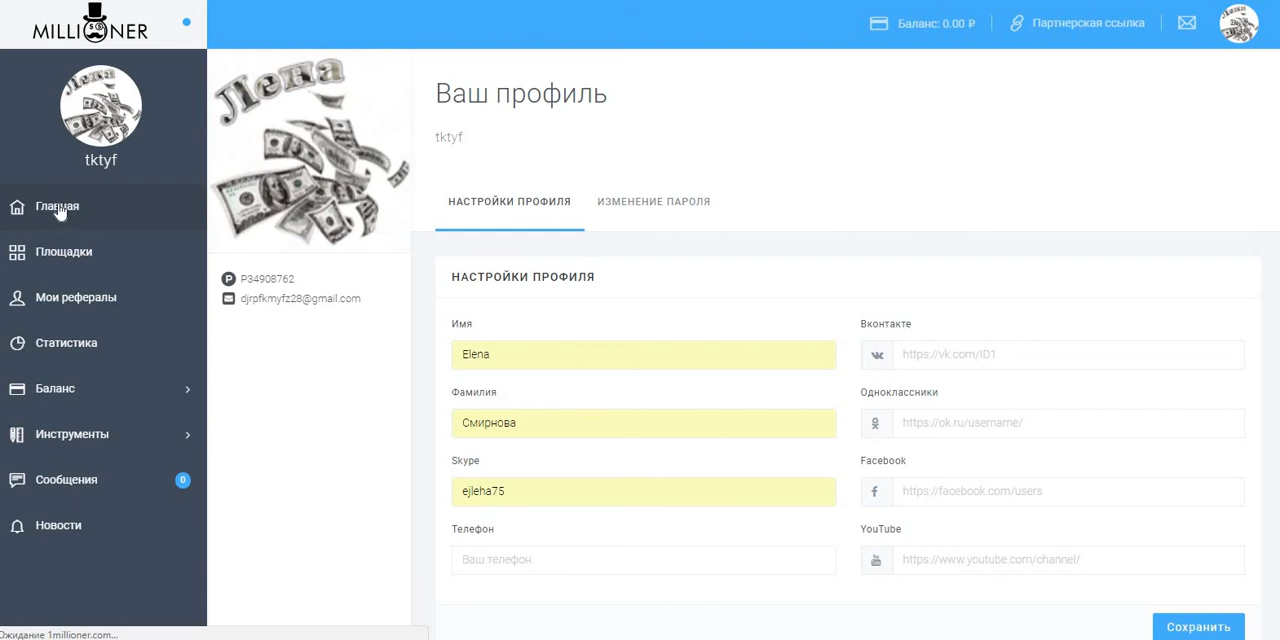 MILLIONER
Баланс: 0.00 ₽
Партнерская ссылка
Лена
tktyf
Главная
Площадки
Мои рефералы
Статистика
Баланс
Инструменты
Сообщения
0
Новости
Ожидание 1millioner.com...
Лена
P34908762
djrpfkmyfz28@gmail.com
Ваш профиль
tktyf
НАСТРОЙКИ ПРОФИЛЯ
ИЗМЕНЕНИЕ ПАРОЛЯ
НАСТРОЙКИ ПРОФИЛЯ
Имя
Elena
Фамилия
Смирнова
Skype
ejleha75
Телефон
Ваш телефон
Вконтакте
https://vk.com/ID1
Одноклассники
https://ok.ru/username/
Facebook
https://facebook.com/users
YouTube
https://www.youtube.com/channel/
Сохранить